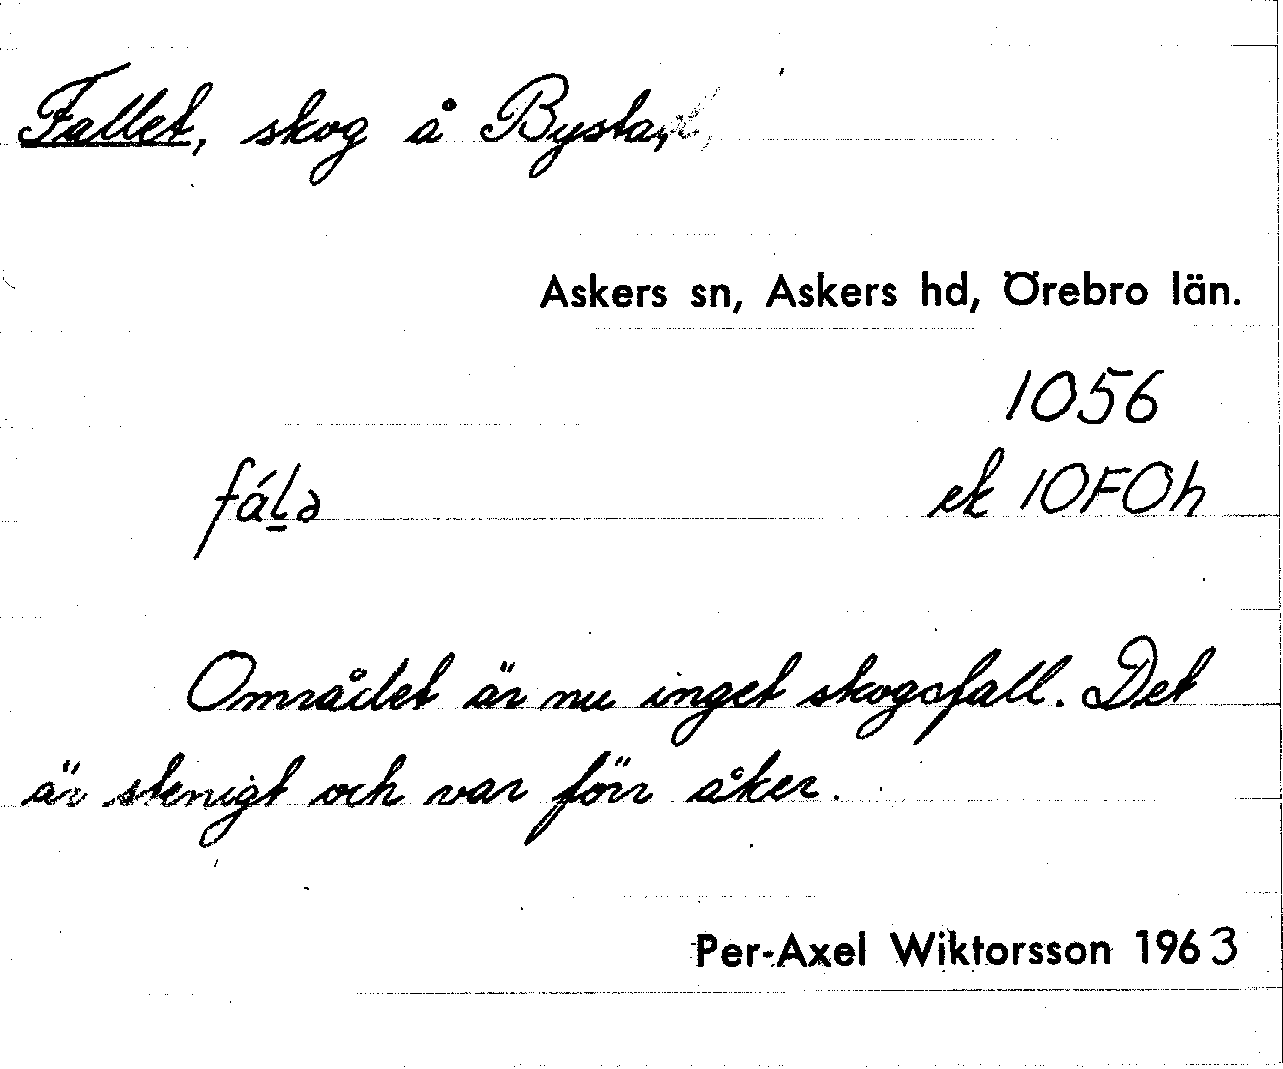 Fallet, skog å Bystad,
Askers sn, Askers hd, Örebro län.
1056
fáḻə
ek 10F0h
Området är nu inget skogsfall. Det
är stenigt och var förr åker.
Per-Axel Wiktorsson 1963